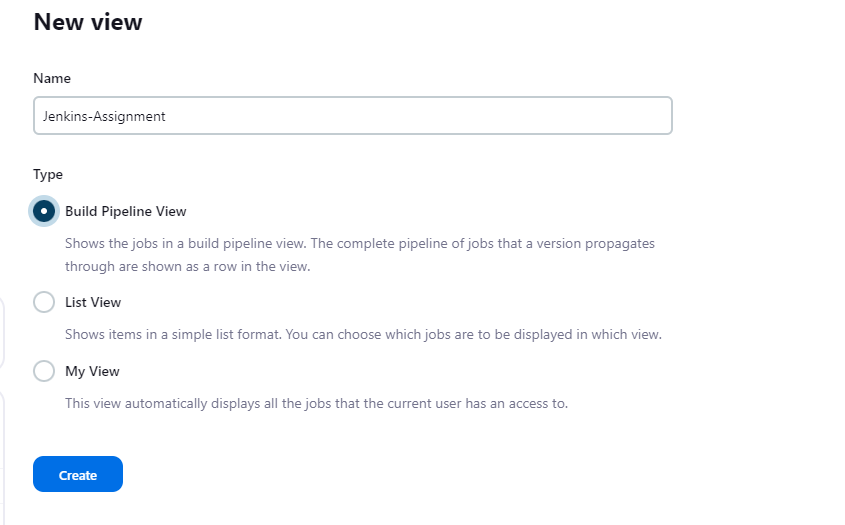 New view
Name
Jenkins-Assignment
Type
Build Pipeline View
Shows the jobs in a build pipeline view. The complete pipeline of jobs that a version propagates
through are shown as a row in the view.
List View
Shows items in a simple list format. You can choose which jobs are to be displayed in which view.
My View
This view automatically displays all the jobs that the current user has an access to.
Create